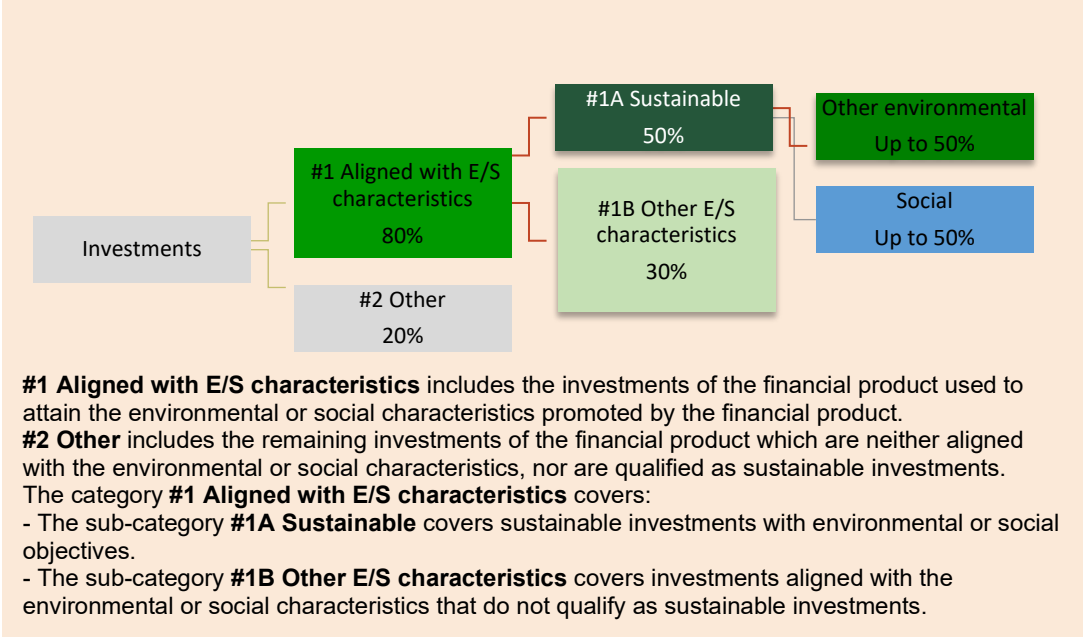 Investments
#1 Aligned with E/S
characteristics
80%
#2 Other
20%
#1A Sustainable
50%
#1B Other E/S
characteristics
30%
Other environmental
Up to 50%
Social
Up to 50%
#1 Aligned with E/S characteristics includes the investments of the financial product used to
attain the environmental or social characteristics promoted by the financial product.
#2 Other includes the remaining investments of the financial product which are neither aligned
with the environmental or social characteristics, nor are qualified as sustainable investments.
The category #1 Aligned with E/S characteristics covers:
- The sub-category #1A Sustainable covers sustainable investments with environmental or social
objectives.
- The sub-category #1B Other E/S characteristics covers investments aligned with the
environmental or social characteristics that do not qualify as sustainable investments.